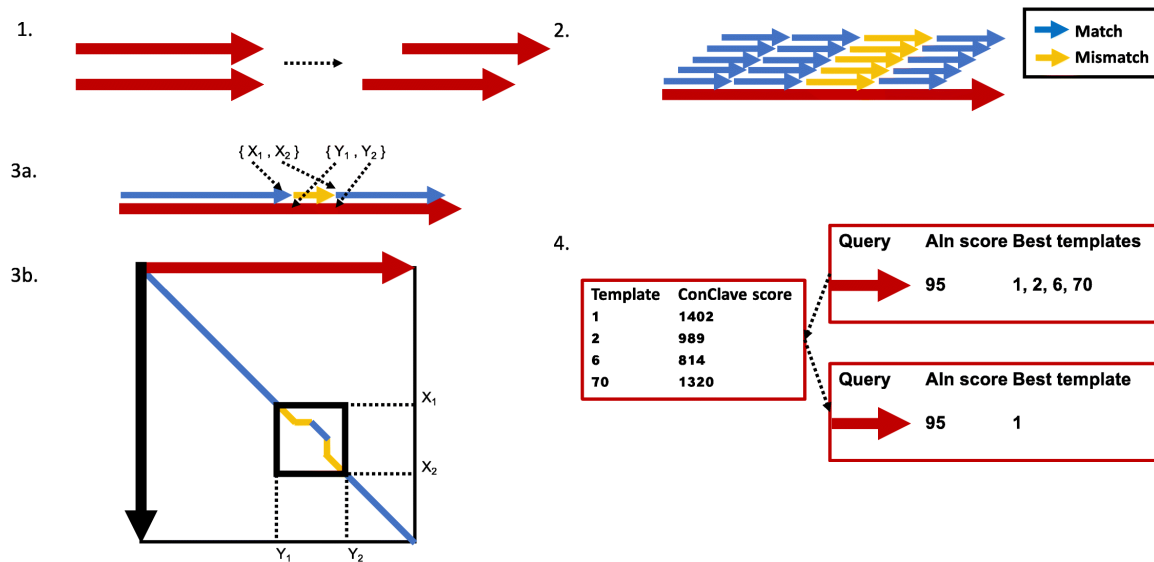 1.
2.
Match
Mismatch
3a.
{ X₁ , X₂ } { Y₁ , Y₂ }
3b.
X₁
X₂
Y₁ Y₂
4.
Template ConClave score
1 1402
2 989
6 814
70 1320
Query Aln score Best templates
95 1, 2, 6, 70
Query Aln score Best template
95 1